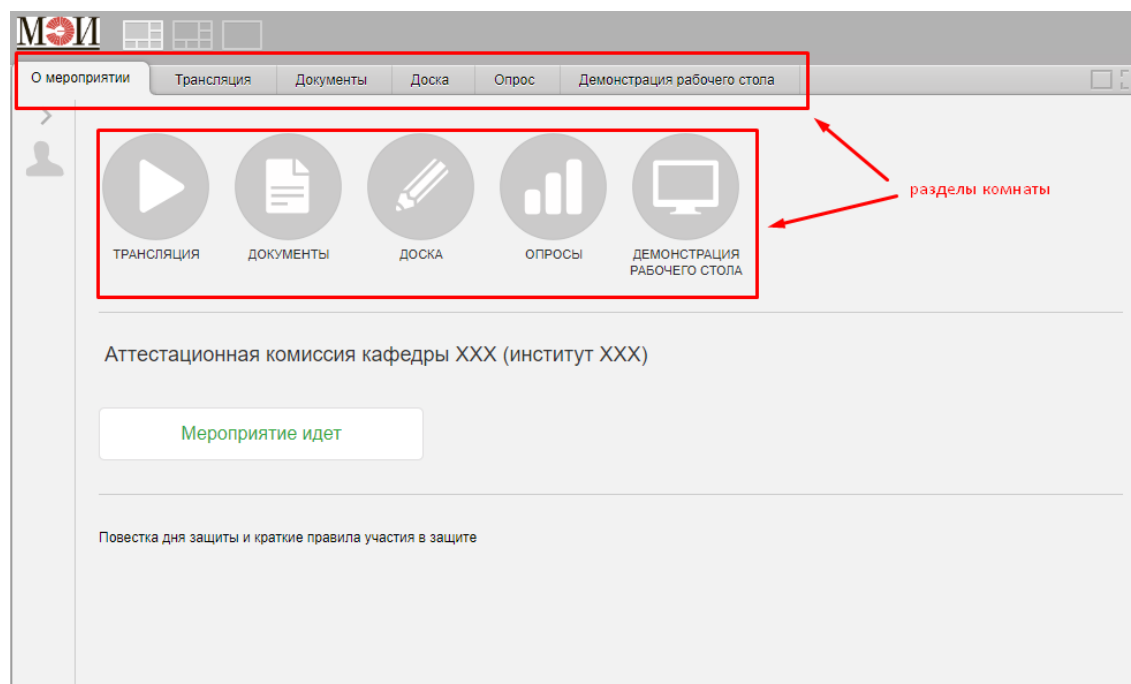 МЭИ
О мероприятии Трансляция Документы Доска Опрос Демонстрация рабочего стола
разделы комнаты
ТРАНСЛЯЦИЯ ДОКУМЕНТЫ ДОСКА ОПРОСЫ ДЕМОНСТРАЦИЯ
РАБОЧЕГО СТОЛА
Аттестационная комиссия кафедры ХХХ (институт ХХХ)
Мероприятие идет
Повестка дня защиты и краткие правила участия в защите